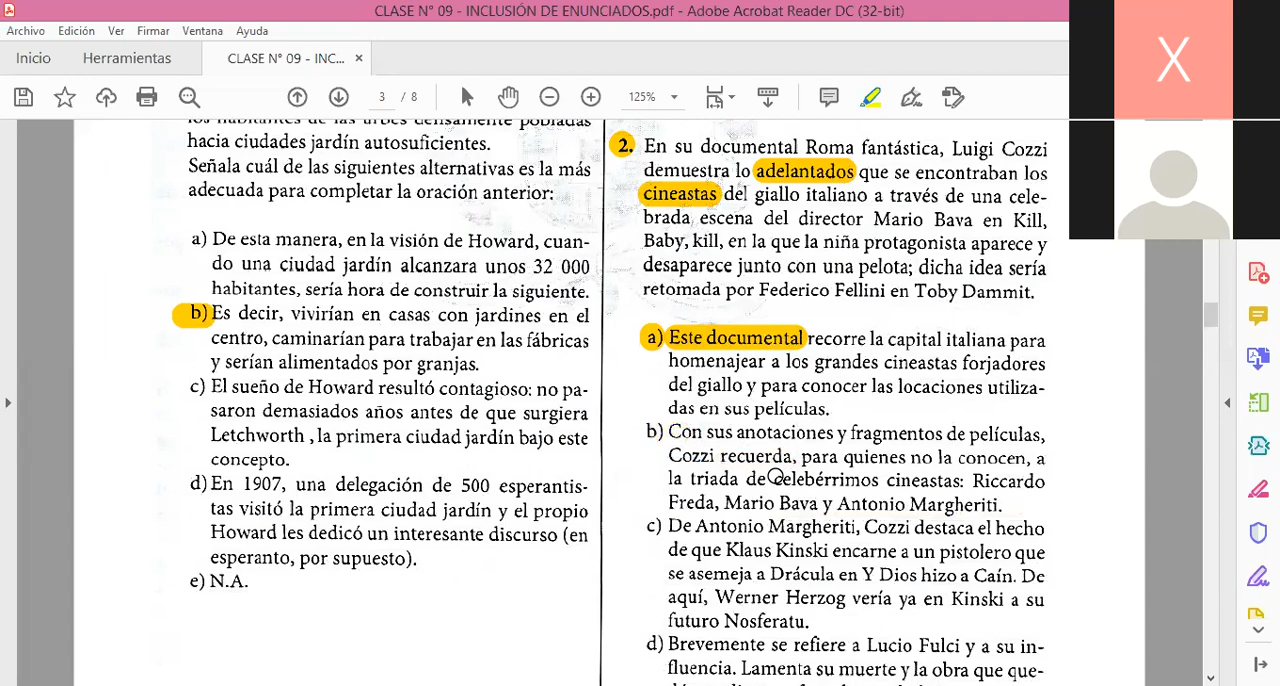 CLASE N° 09 - INCLUSIÓN DE ENUNCIADOS.pdf - Adobe Acrobat Reader DC (32-bit)
Archivo Edición Ver Firmar Ventana Ayuda
Inicio Herramientas CLASE N° 09 - INC... ×
3 / 8 125%
los habitantes de las urbes densamente pobladas
hacia ciudades jardín autosuficientes.
Señala cuál de las siguientes alternativas es la más
adecuada para completar la oración anterior:
a) De esta manera, en la visión de Howard, cuan-
do una ciudad jardín alcanzara unos 32 000
habitantes, sería hora de construir la siguiente.
b) Es decir, vivirían en casas con jardines en el
centro, caminarían para trabajar en las fábricas
y serían alimentados por granjas.
c) El sueño de Howard resultó contagioso: no pa-
saron demasiados años antes de que surgiera
Letchworth , la primera ciudad jardín bajo este
concepto.
d) En 1907, una delegación de 500 esperantis-
tas visitó la primera ciudad jardín y el propio
Howard les dedicó un interesante discurso (en
esperanto, por supuesto).
e) N.A.
2. En su documental Roma fantástica, Luigi Cozzi
demuestra lo adelantados que se encontraban los
cineastas del giallo italiano a través de una cele-
brada escena del director Mario Bava en Kill,
Baby, kill, en la que la niña protagonista aparece y
desaparece junto con una pelota; dicha idea sería
retomada por Federico Fellini en Toby Dammit.
a) Este documental recorre la capital italiana para
homenajear a los grandes cineastas forjadores
del giallo y para conocer las locaciones utiliza-
das en sus películas.
b) Con sus anotaciones y fragmentos de películas,
Cozzi recuerda, para quienes no la conocen, a
la triada de celebérrimos cineastas: Riccardo
Freda, Mario Bava y Antonio Margheriti.
c) De Antonio Margheriti, Cozzi destaca el hecho
de que Klaus Kinski encarne a un pistolero que
se asemeja a Drácula en Y Dios hizo a Caín. De
aquí, Werner Herzog vería ya en Kinski a su
futuro Nosferatu.
d) Brevemente se refiere a Lucio Fulci y a su in-
fluencia. Lamenta su muerte y la obra que que-
X